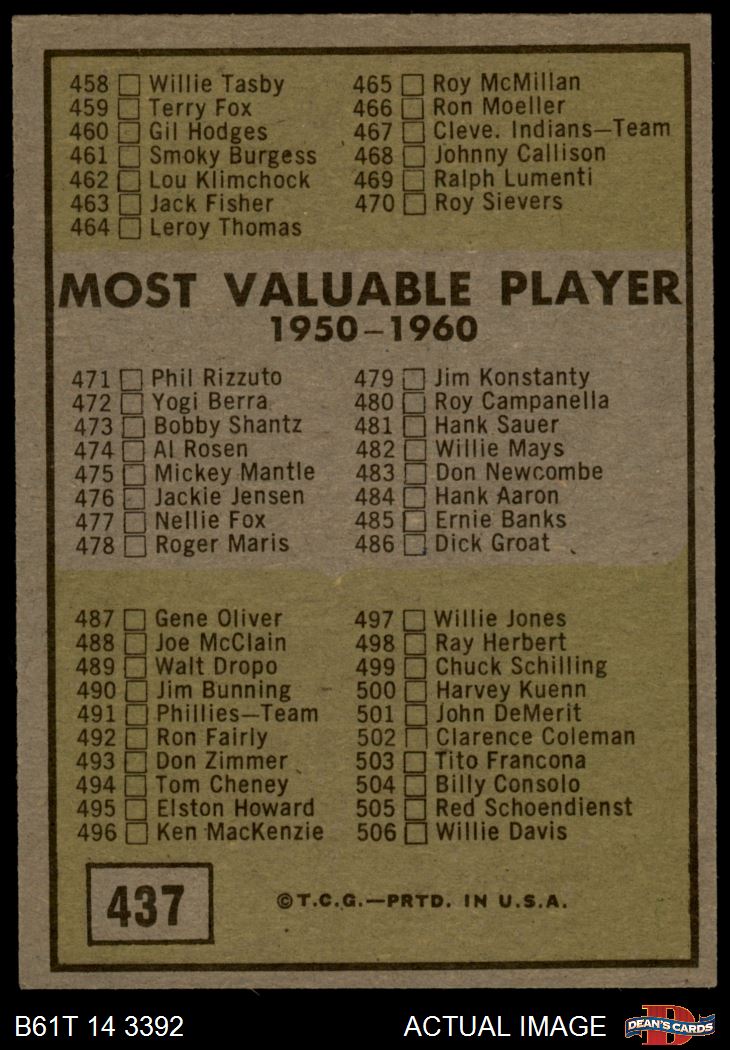 458 Willie Tasby
459 Terry Fox
460 Gil Hodges
461 Smoky Burgess
462 Lou Klimchock
463 Jack Fisher
464 Leroy Thomas
465 Roy McMillan
466 Ron Moeller
467 Cleve. Indians—Team
468 Johnny Callison
469 Ralph Lumenti
470 Roy Sievers
MOST VALUABLE PLAYER
1950–1960
471 Phil Rizzuto
472 Yogi Berra
473 Bobby Shantz
474 Al Rosen
475 Mickey Mantle
476 Jackie Jensen
477 Nellie Fox
478 Roger Maris
479 Jim Konstanty
480 Roy Campanella
481 Hank Sauer
482 Willie Mays
483 Don Newcombe
484 Hank Aaron
485 Ernie Banks
486 Dick Groat
487 Gene Oliver
488 Joe McClain
489 Walt Dropo
490 Jim Bunning
491 Phillies—Team
492 Ron Fairly
493 Don Zimmer
494 Tom Cheney
495 Elston Howard
496 Ken MacKenzie
497 Willie Jones
498 Ray Herbert
499 Chuck Schilling
500 Harvey Kuenn
501 John DeMerit
502 Clarence Coleman
503 Tito Francona
504 Billy Consolo
505 Red Schoendienst
506 Willie Davis
437
©T.C.G.—PRTD. IN U.S.A.
B61T 14 3392
ACTUAL IMAGE
D
DEAN'S CARDS